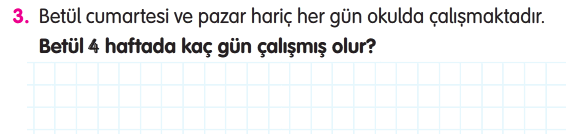 3. Betül cumartesi ve pazar hariç her gün okulda çalışmaktadır.
Betül 4 haftada kaç gün çalışmış olur?